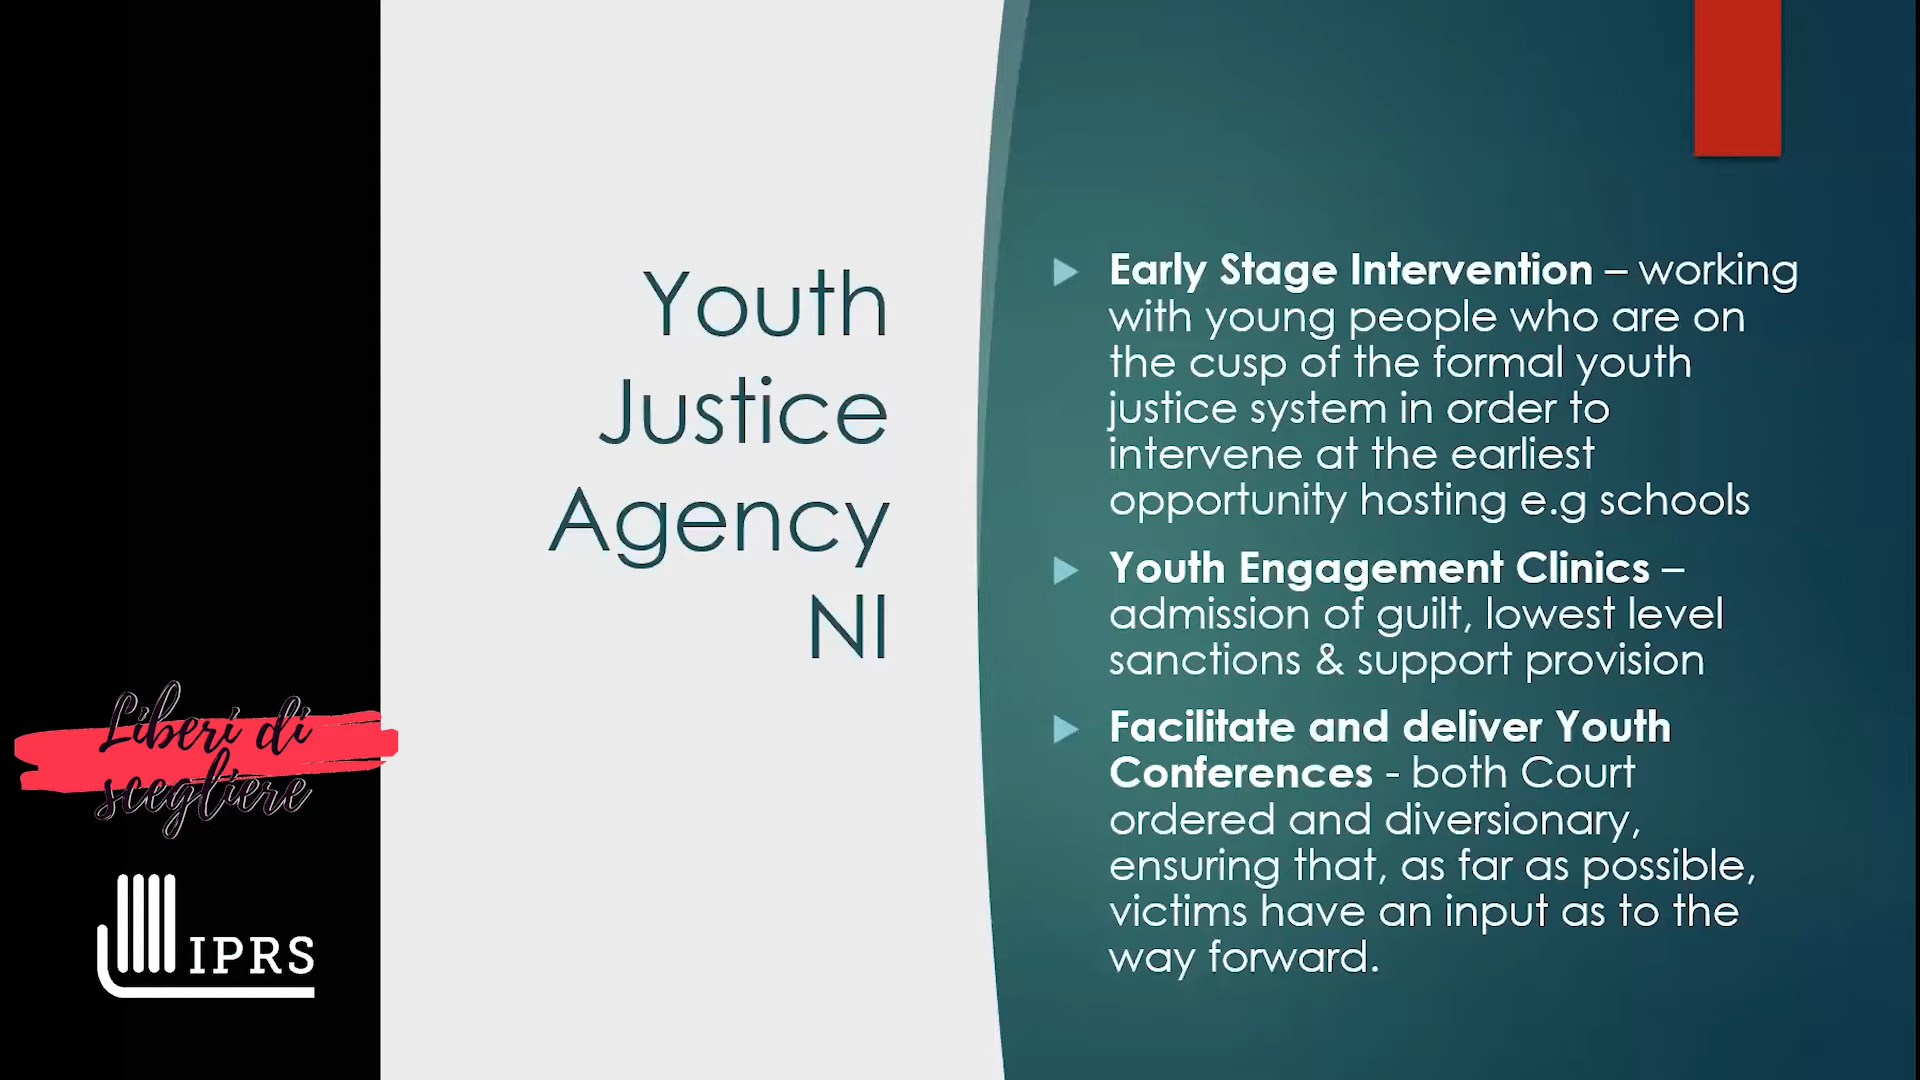 Youth
Justice
Agency
NI
Early Stage Intervention – working
with young people who are on
the cusp of the formal youth
justice system in order to
intervene at the earliest
opportunity hosting e.g schools
Youth Engagement Clinics –
admission of guilt, lowest level
sanctions & support provision
Facilitate and deliver Youth
Conferences - both Court
ordered and diversionary,
ensuring that, as far as possible,
victims have an input as to the
way forward.
Liberi di
scegliere
IPRS